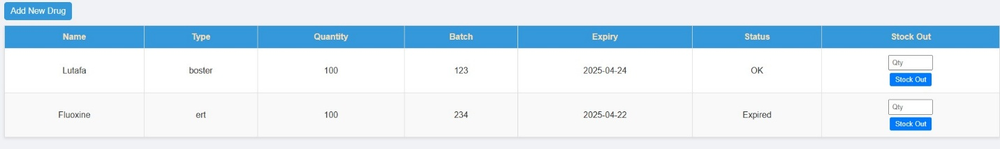 Add New Drug
Name Type Quantity Batch Expiry Status Stock Out
Lutafa boster 100 123 2025-04-24 OK Qty
Stock Out
Fluoxine ert 100 234 2025-04-22 Expired Qty
Stock Out